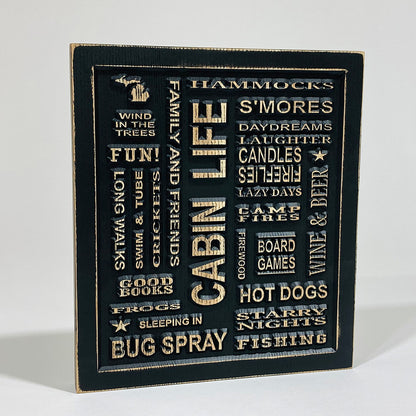 HAMMOCKS
WIND
IN THE
TREES
FUN!
LONG WALKS
SWIM & TUBE
CRICKETS
FAMILY AND FRIENDS
CABIN LIFE
S'MORES
DAYDREAMS
LAUGHTER
CANDLES
FIREFLIES
LAZY DAYS
CAMP
FIRES
WINE & BEER
FIREWOOD
BOARD
GAMES
GOOD
BOOKS
FROGS
SLEEPING IN
BUG SPRAY
HOT DOGS
STARRY
NIGHTS
FISHING